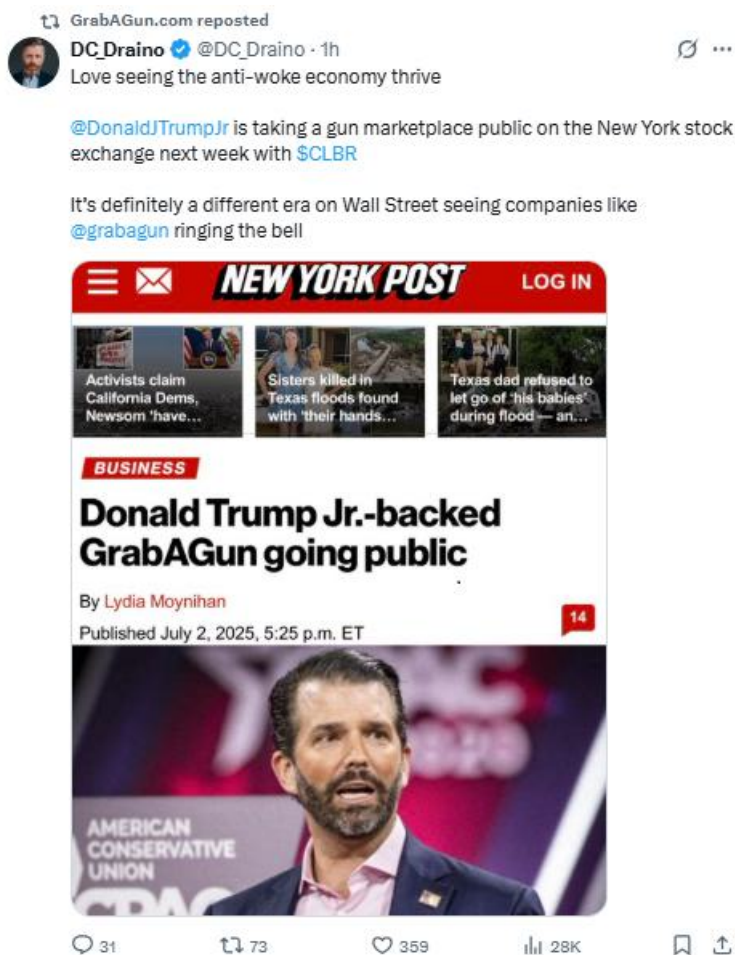 GrabAGun.com reposted
DC_Draino @DC_Draino · 1h
Love seeing the anti-woke economy thrive
@DonaldJTrumpJr is taking a gun marketplace public on the New York stock
exchange next week with $CLBR
It's definitely a different era on Wall Street seeing companies like
@grabagun ringing the bell
NEW YORK POST
LOG IN
Activists claim
California Dems,
Newsom 'have...
Sisters killed in
Texas floods found
with 'their hands...
Texas dad refused to
let go of 'his babies'
during flood — an...
BUSINESS
Donald Trump Jr.-backed
GrabAGun going public
By Lydia Moynihan
14
Published July 2, 2025, 5:25 p.m. ET
AMERICAN
CONSERVATIVE
UNION
CPAC
31 73 359 28K